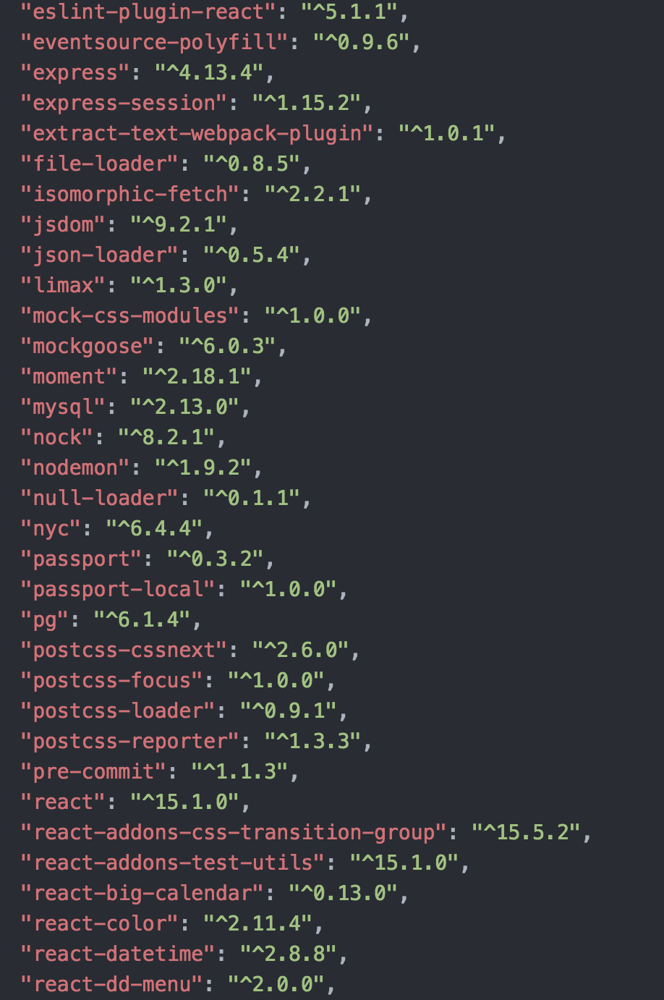 "eslint-plugin-react": "^5.1.1",
"eventsource-polyfill": "^0.9.6",
"express": "^4.13.4",
"express-session": "^1.15.2",
"extract-text-webpack-plugin": "^1.0.1",
"file-loader": "^0.8.5",
"isomorphic-fetch": "^2.2.1",
"jsdom": "^9.2.1",
"json-loader": "^0.5.4",
"limax": "^1.3.0",
"mock-css-modules": "^1.0.0",
"mockgoose": "^6.0.3",
"moment": "^2.18.1",
"mysql": "^2.13.0",
"nock": "^8.2.1",
"nodemon": "^1.9.2",
"null-loader": "^0.1.1",
"nyc": "^6.4.4",
"passport": "^0.3.2",
"passport-local": "^1.0.0",
"pg": "^6.1.4",
"postcss-cssnext": "^2.6.0",
"postcss-focus": "^1.0.0",
"postcss-loader": "^0.9.1",
"postcss-reporter": "^1.3.3",
"pre-commit": "^1.1.3",
"react": "^15.1.0",
"react-addons-css-transition-group": "^15.5.2",
"react-addons-test-utils": "^15.1.0",
"react-big-calendar": "^0.13.0",
"react-color": "^2.11.4",
"react-datetime": "^2.8.8",
"react-dd-menu": "^2.0.0",